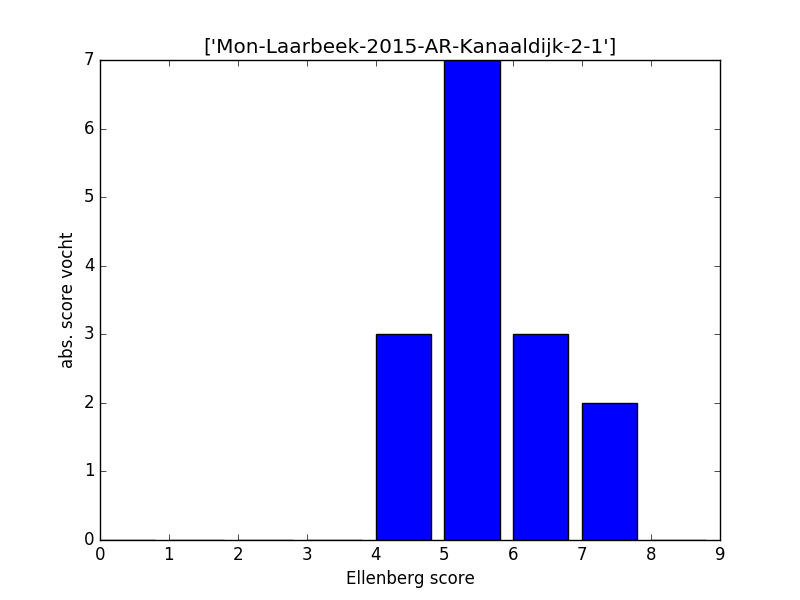 ['Mon-Laarbeek-2015-AR-Kanaaldijk-2-1']
7
6
5
4
3
2
1
0
abs. score vocht
0 1 2 3 4 5 6 7 8 9
Ellenberg score